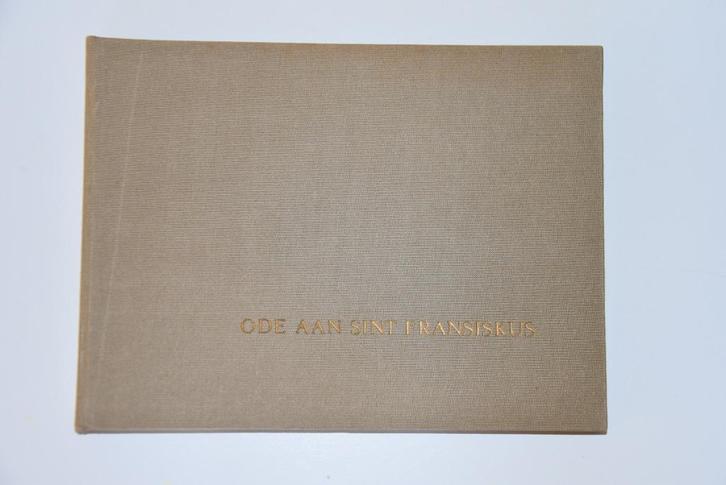 ODE AAN SINT FRANSISKUS